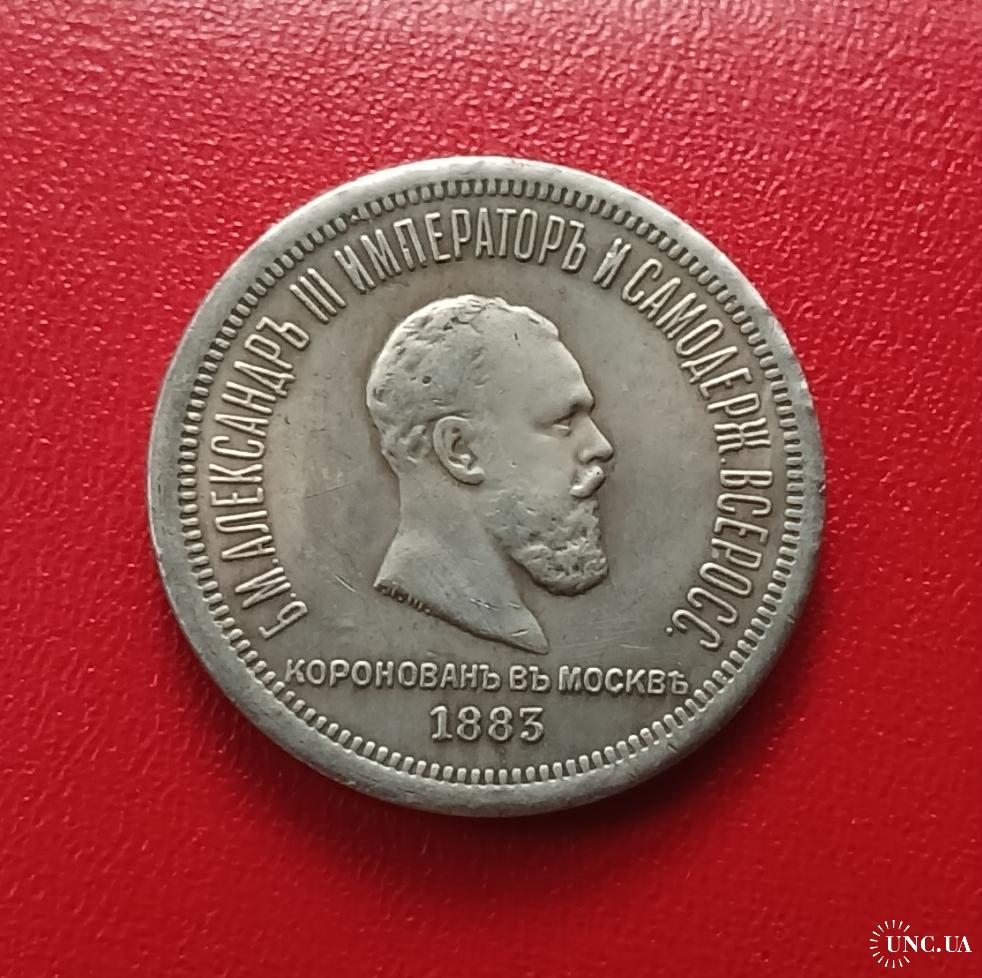 Б.М.АЛЕКСАНДРЪ III ИМПЕРАТОРЪ И САМОДЕРЖ.ВСЕРОСС.
КОРОНОВАНЪ ВЪ МОСКВѢ
1883
UNC.UA